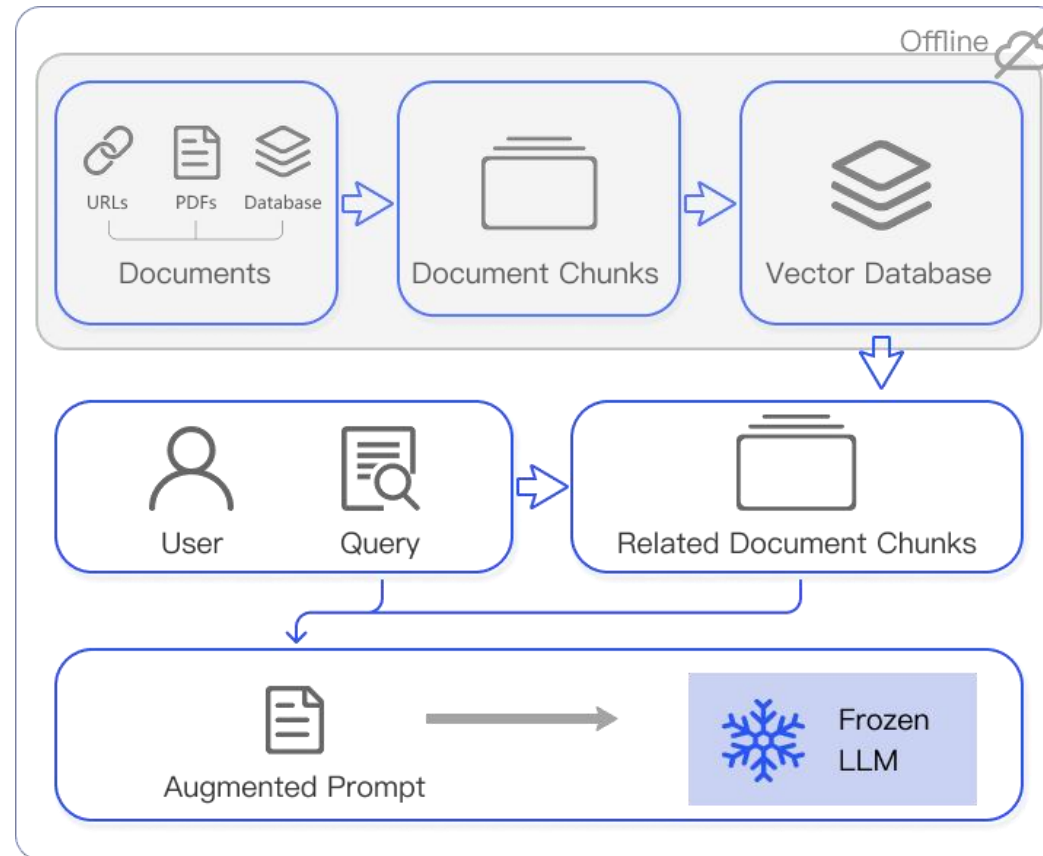 Offline
URLs PDFs Database
Documents
Document Chunks
Vector Database
User
Query
Related Document Chunks
Augmented Prompt
Frozen
LLM